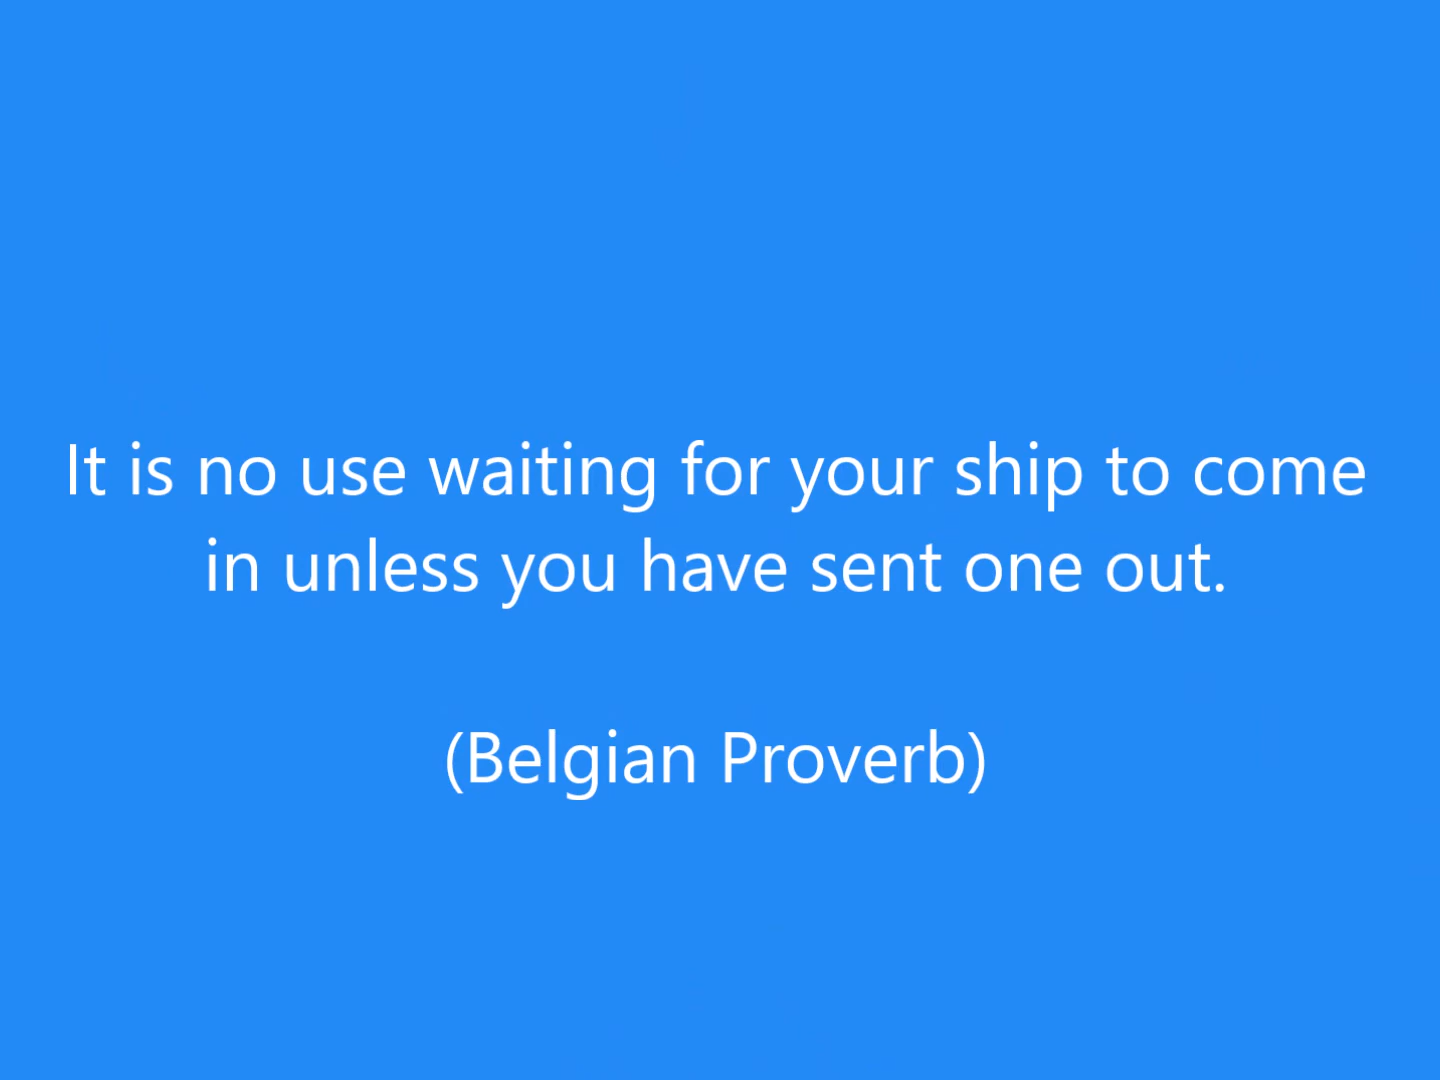 It is no use waiting for your ship to come
in unless you have sent one out.
(Belgian Proverb)